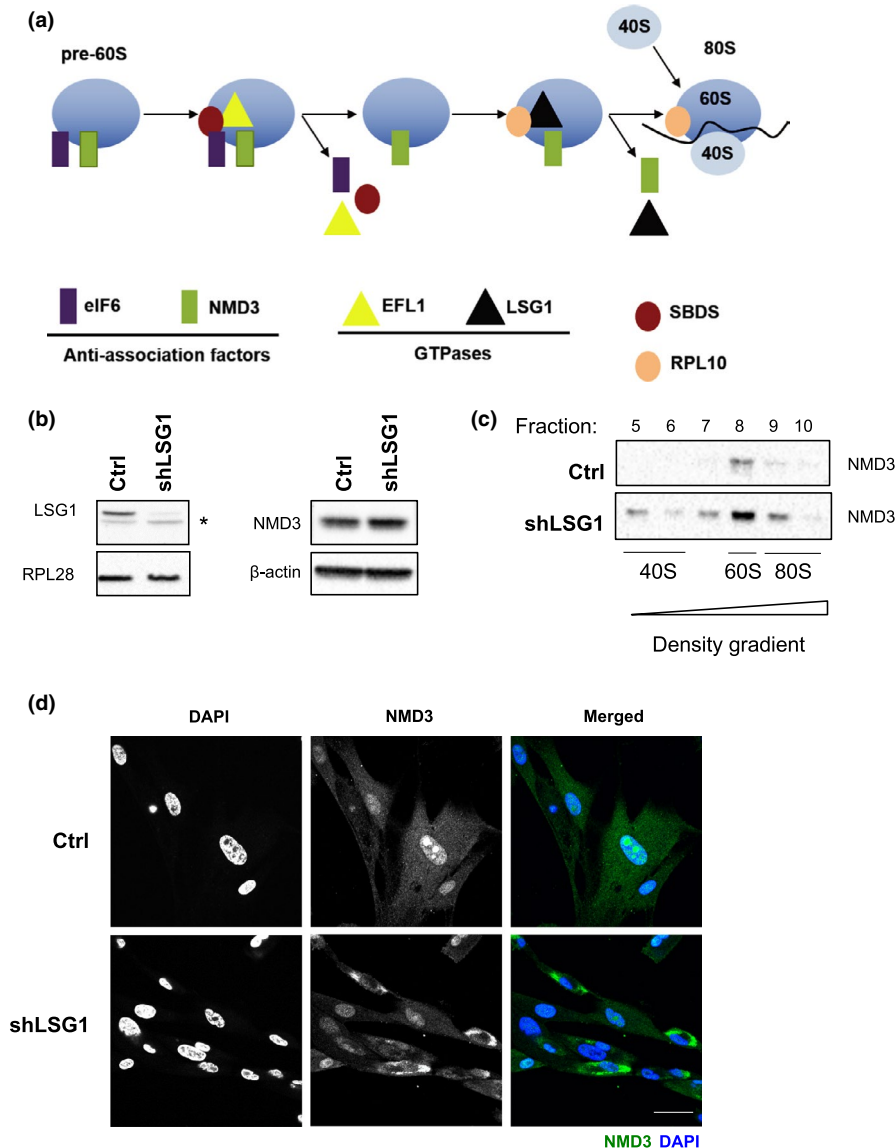 (a)
pre-60S
40S
80S
60S
40S
eIF6
NMD3
EFL1
LSG1
SBDS
Anti-association factors
GTPases
RPL10
(b)
Ctrl
shLSG1
LSG1
*
RPL28
Ctrl
shLSG1
NMD3
β-actin
(c)
Fraction: 5 6 7 8 9 10
Ctrl
NMD3
shLSG1
NMD3
40S 60S 80S
Density gradient
(d)
DAPI NMD3 Merged
Ctrl
shLSG1
NMD3 DAPI